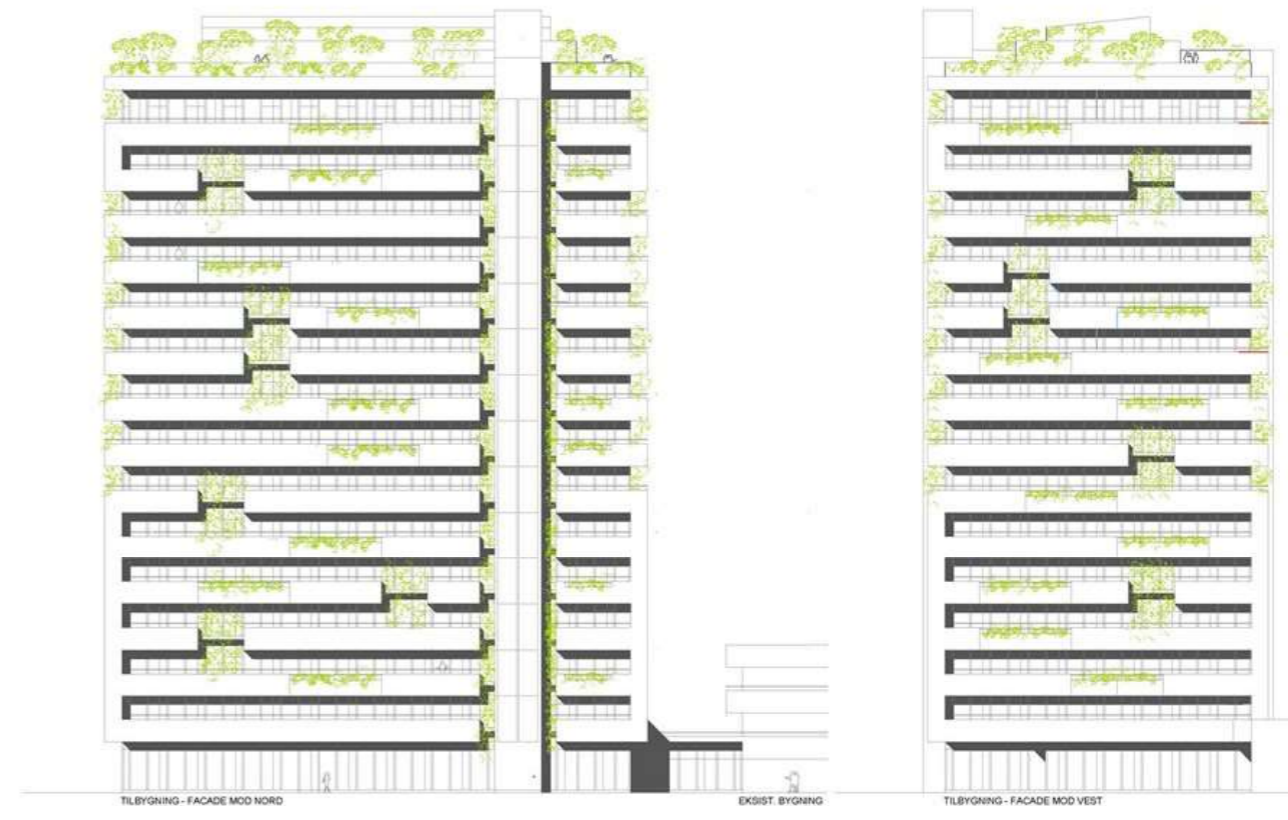 TILBYGNING - FACADE MOD NORD
EKSIST. BYGNING
TILBYGNING - FACADE MOD VEST